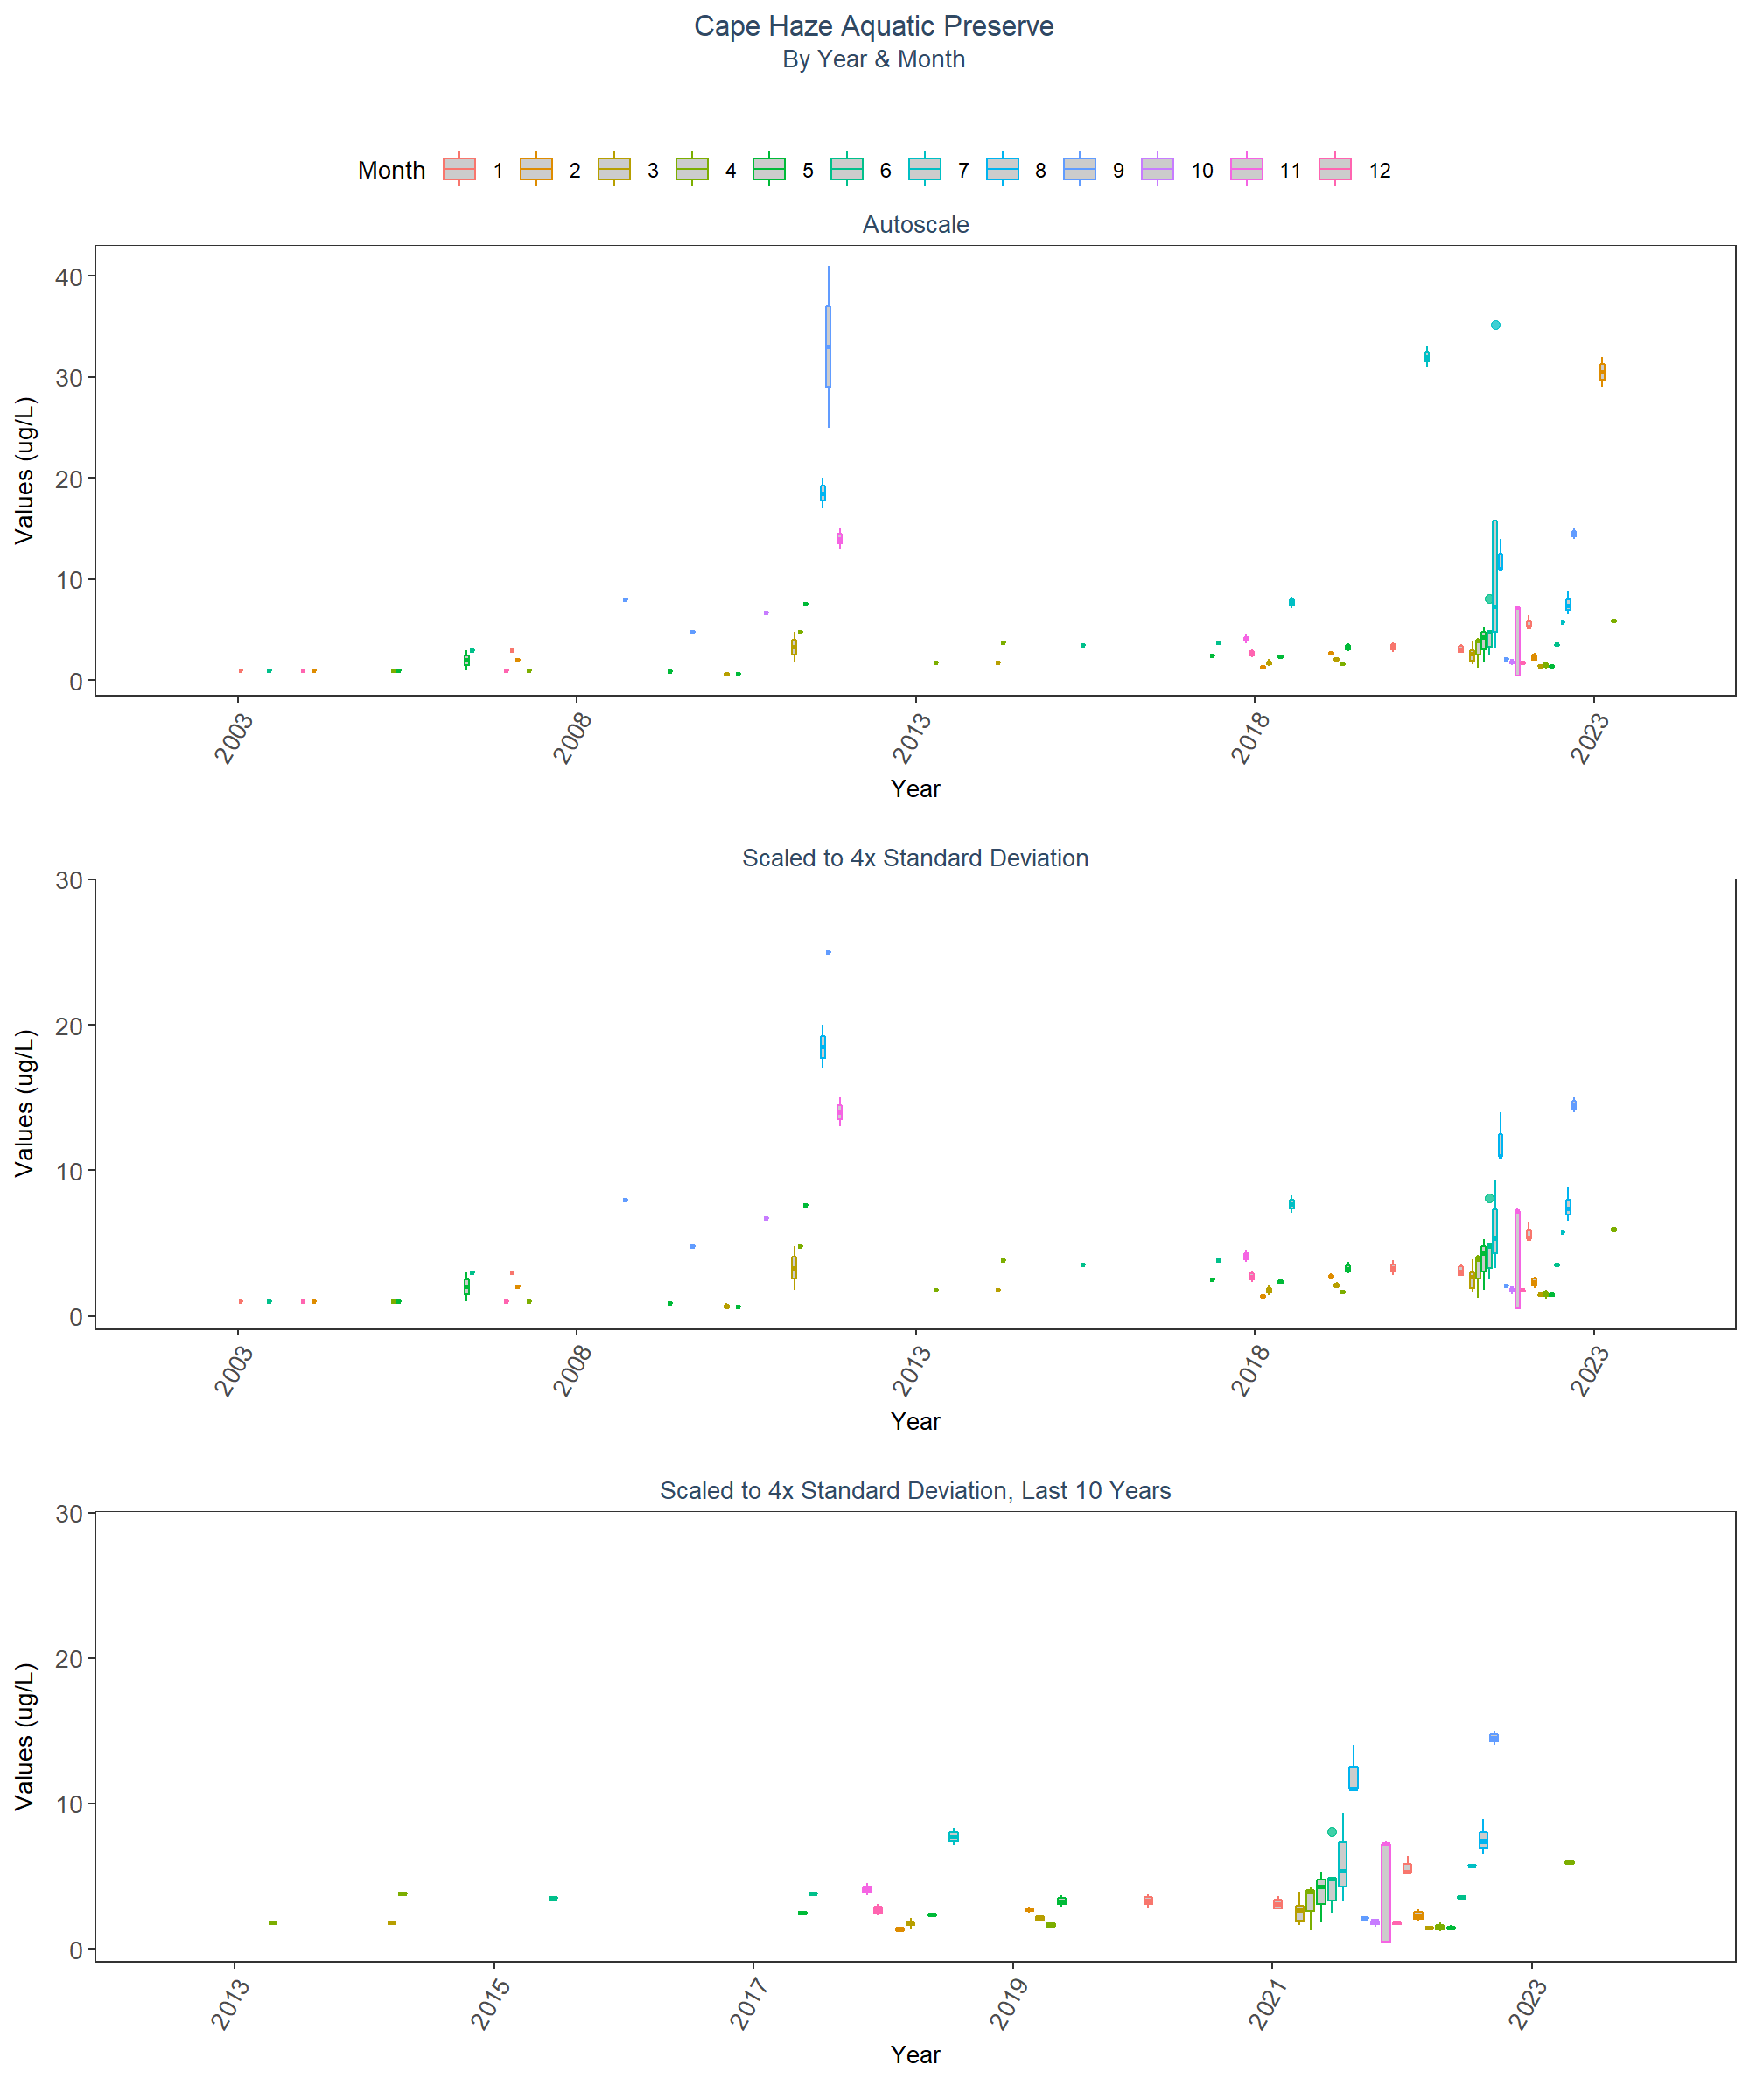 Cape Haze Aquatic Preserve
By Year & Month
Month 1 2 3 4 5 6 7 8 9 10 11 12
Autoscale
Values (ug/L)
40
30
20
10
0
2003 2008 2013 2018 2023
Year
Scaled to 4x Standard Deviation
Values (ug/L)
30
20
10
0
2003 2008 2013 2018 2023
Year
Scaled to 4x Standard Deviation, Last 10 Years
Values (ug/L)
30
20
10
0
2013 2015 2017 2019 2021 2023
Year